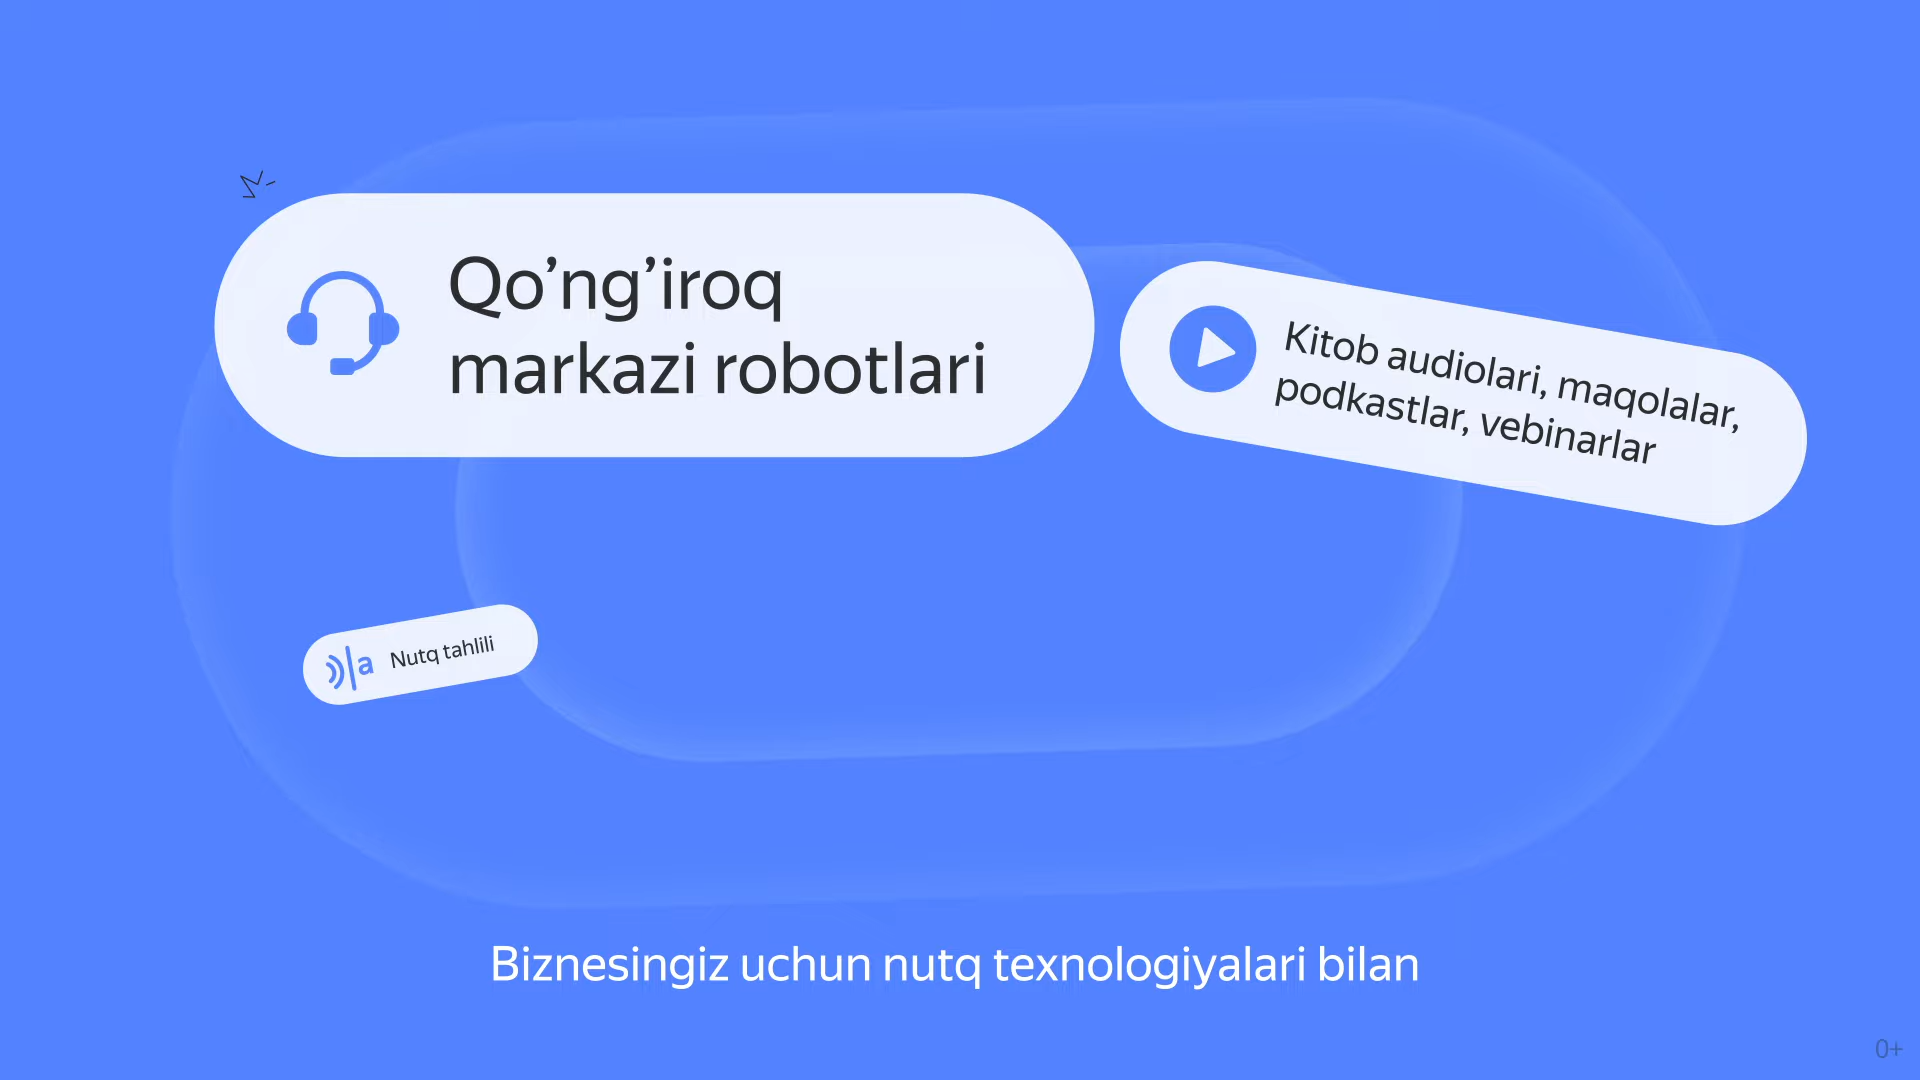 Qo’ng’iroq
markazi robotlari
Kitob audiolari, maqolalar,
podkastlar, vebinarlar
a Nutq tahlili
Biznesingiz uchun nutq texnologiyalari bilan
0+